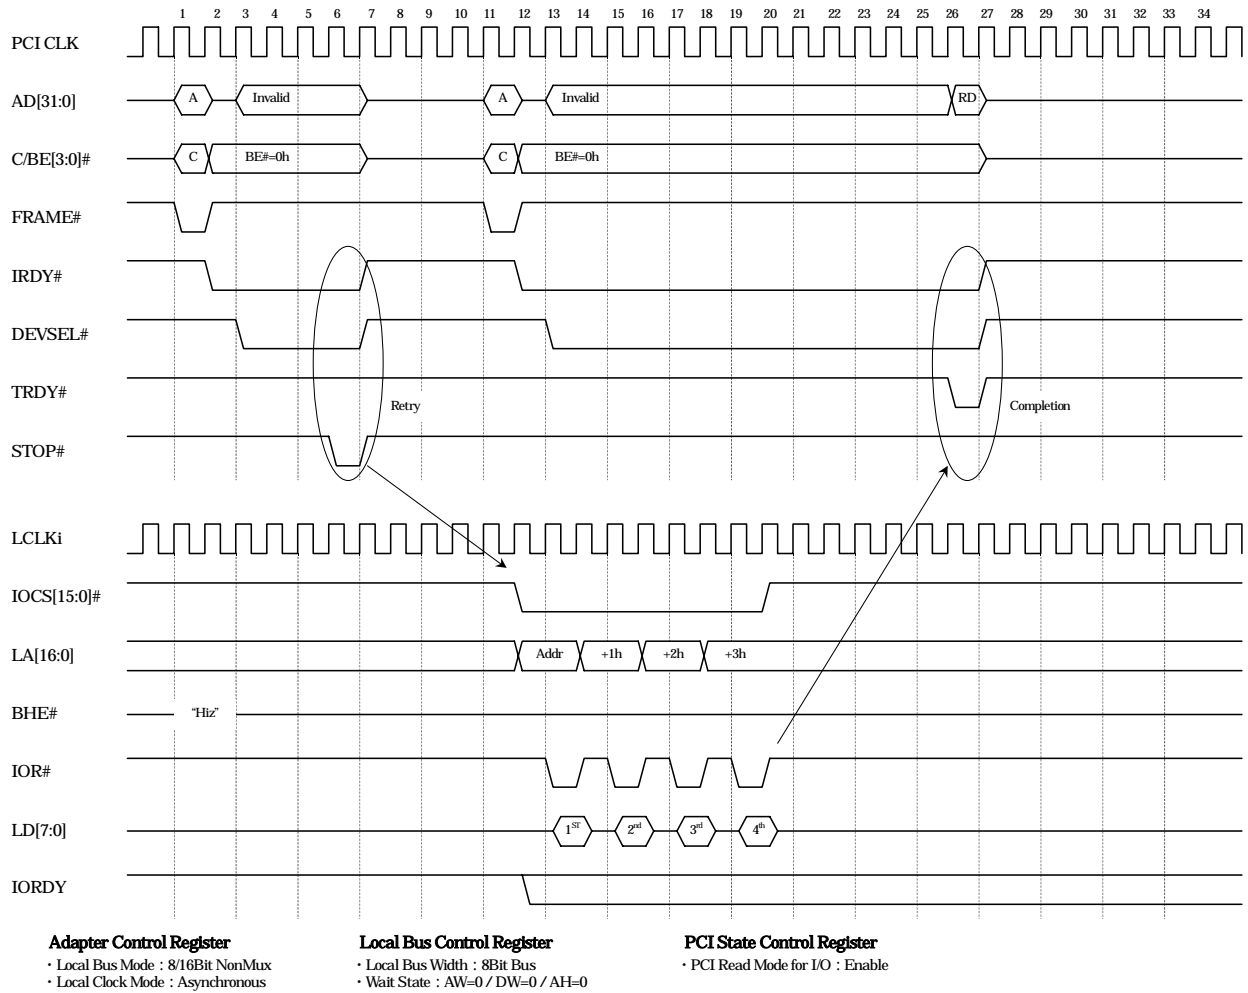 1 2 3 4 5 6 7 8 9 10 11 12 13 14 15 16 17 18 19 20 21 22 23 24 25 26 27 28 29 30 31 32 33 34
PCI CLK
AD[31:0] A Invalid A Invalid RD
C/BE[3:0]# C BE#=0h C BE#=0h
FRAME#
IRDY#
DEVSEL#
TRDY#
Retry Completion
STOP#
LCLKi
IOCS[15:0]#
LA[16:0] Addr +1h +2h +3h
BHE# "Hiz"
IOR#
LD[7:0] 1ST 2nd 3rd 4th
IORDY
Adapter Control Register Local Bus Control Register PCI State Control Register
・Local Bus Mode : 8/16Bit NonMux ・Local Bus Width : 8Bit Bus ・PCI Read Mode for I/O : Enable
・Local Clock Mode : Asynchronous ・Wait State : AW=0 / DW=0 / AH=0